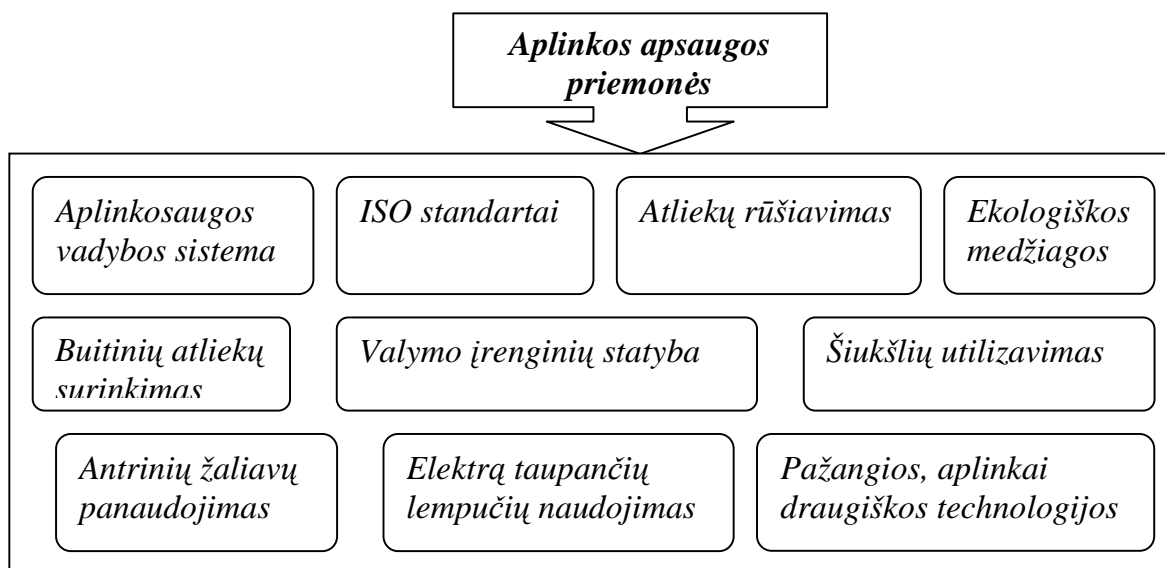 Aplinkos apsaugos
priemonės
Aplinkosaugos
vadybos sistema
ISO standartai
Atliekų rūšiavimas
Ekologiškos
medžiagos
Buitinių atliekų
surinkimas
Valymo įrenginių statyba
Šiukšlių utilizavimas
Antrinių žaliavų
panaudojimas
Elektrą taupančių
lempučių naudojimas
Pažangios, aplinkai
draugiškos technologijos